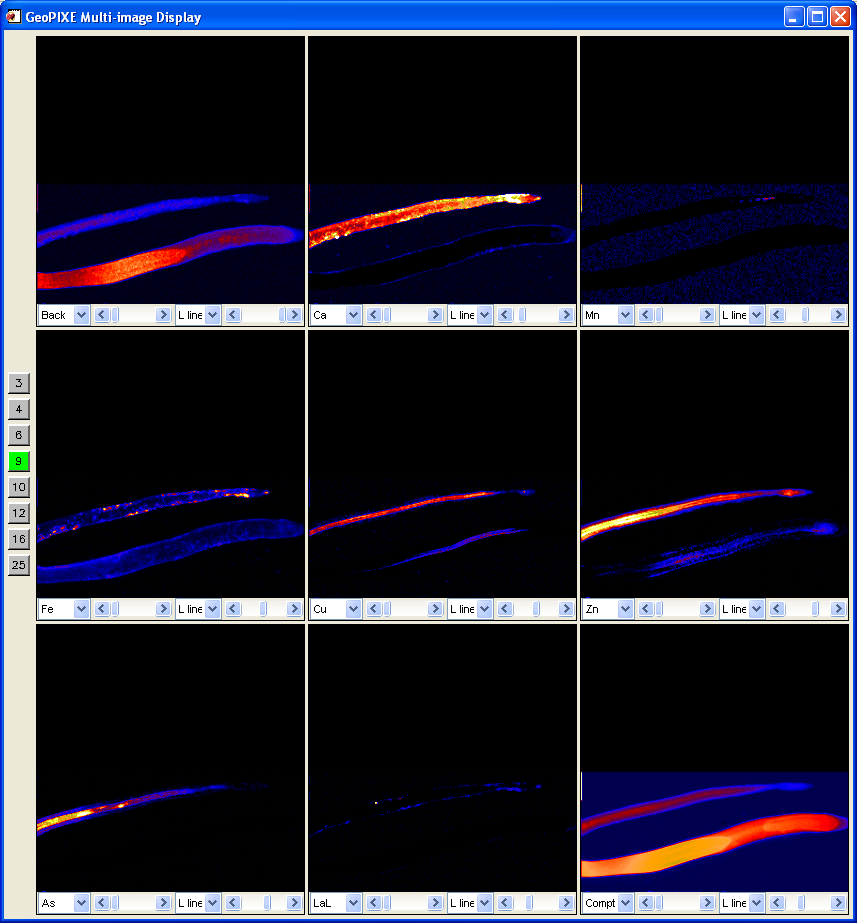 GeoPIXE Multi-image Display
Back L line Ca L line Mn L line
3
4
6
9
10
12
16
25
Fe L line Cu L line Zn L line
As L line LaL L line Compt L line